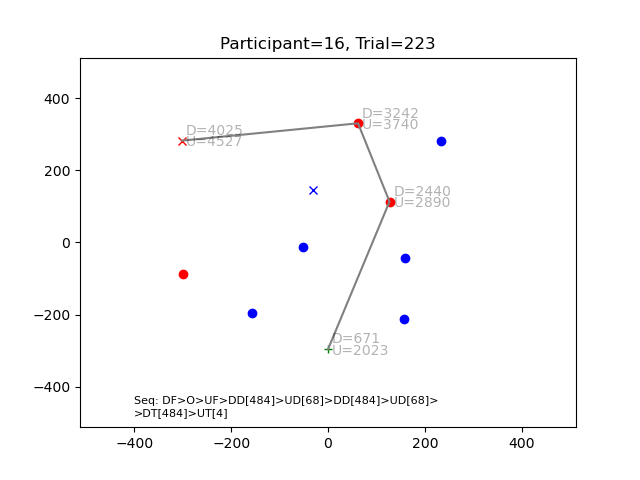 Participant=16, Trial=223
400
200
0
−200
−400
D=4025
U=4527
D=3242
U=3740
D=2440
U=2890
D=671
U=2023
Seq: DF>O>UF>DD[484]>UD[68]>DD[484]>UD[68]>
>DT[484]>UT[4]
−400 −200 0 200 400